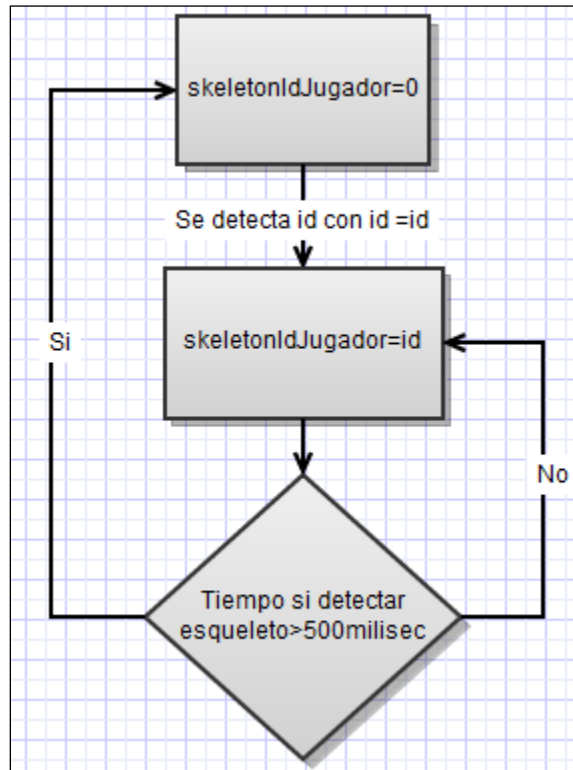 skeletonIdJugador=0
Se detecta id con id =id
skeletonIdJugador=id
Si
No
Tiempo si detectar
esqueleto>500milisec